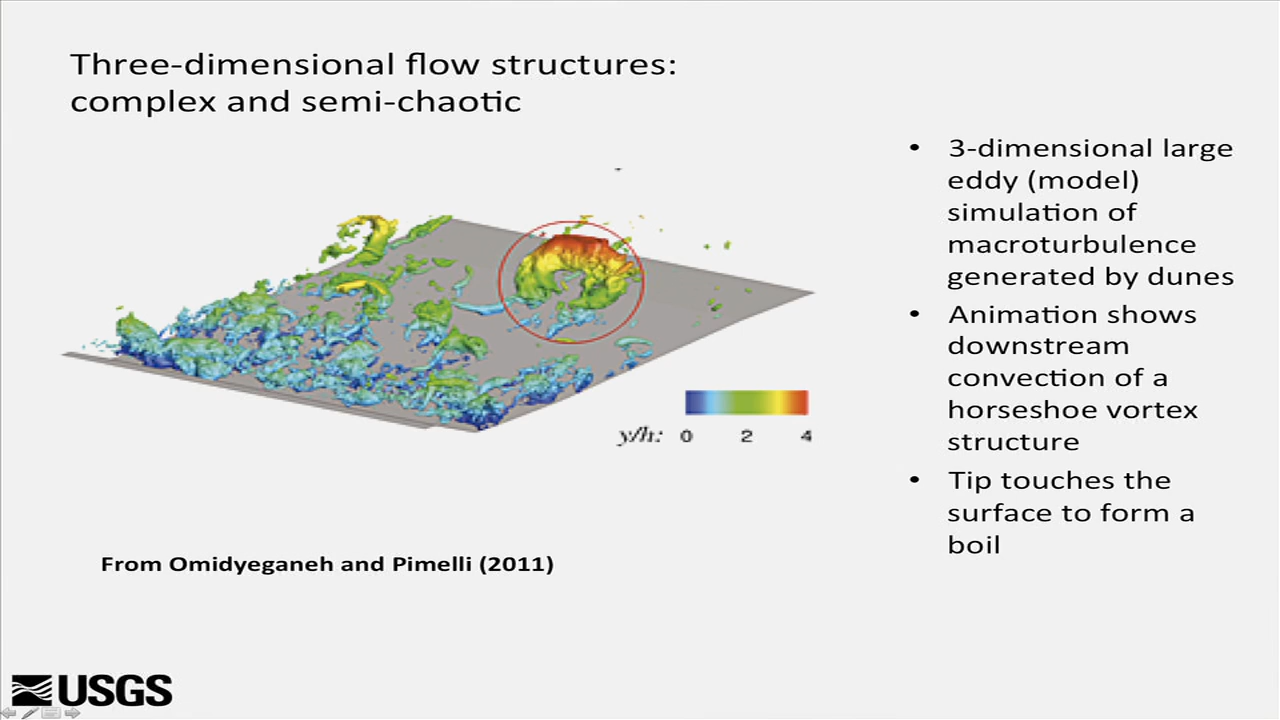 Three-dimensional flow structures:
complex and semi-chaotic
• 3-dimensional large
eddy (model)
simulation of
macroturbulence
generated by dunes
• Animation shows
downstream
convection of a
horseshoe vortex
structure
• Tip touches the
surface to form a
boil
y/h: 0 2 4
From Omidyeganeh and Pimelli (2011)
USGS